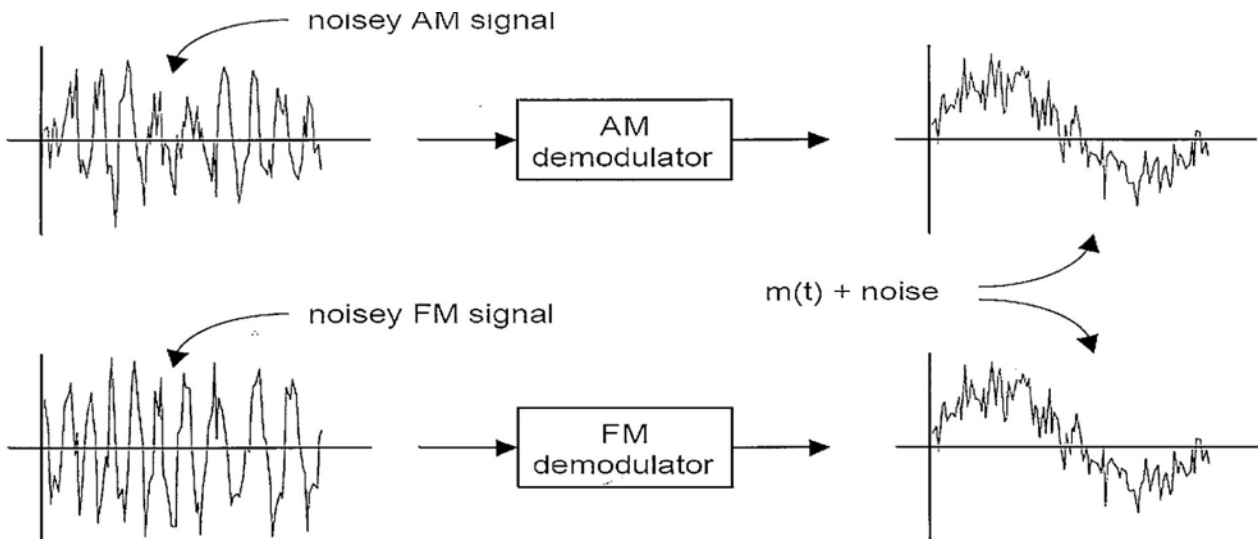 noisey AM signal
AM
demodulator
m(t) + noise
noisey FM signal
FM
demodulator